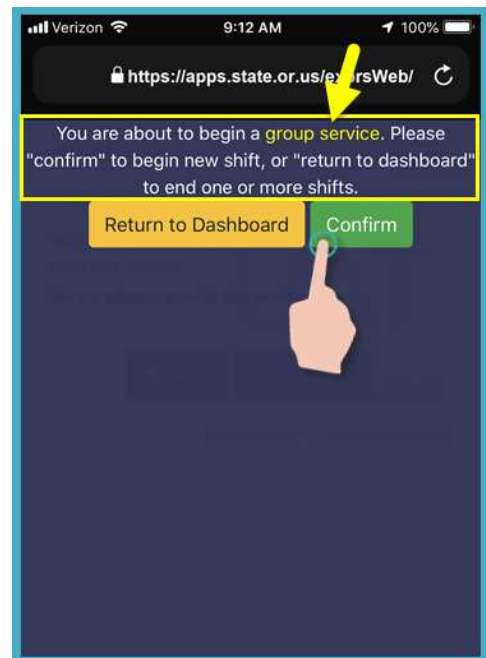 Verizon 9:12 AM 100%
https://apps.state.or.us/ex rsWeb/
You are about to begin a group service. Please
"confirm" to begin new shift, or "return to dashboard"
to end one or more shifts.
Return to Dashboard Confirm